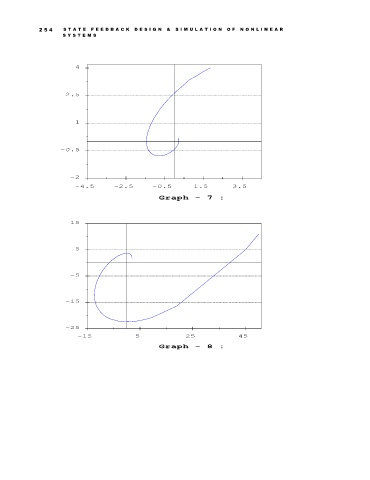 254 STATE FEEDBACK DESIGN & SIMULATION OF NONLINEAR
SYSTEMS
4
2.5
1
-0.5
-2
-4.5 -2.5 -0.5 1.5 3.5
Graph - 7 :
15
5
-5
-15
-25
-15 5 25 45
Graph - 8 :